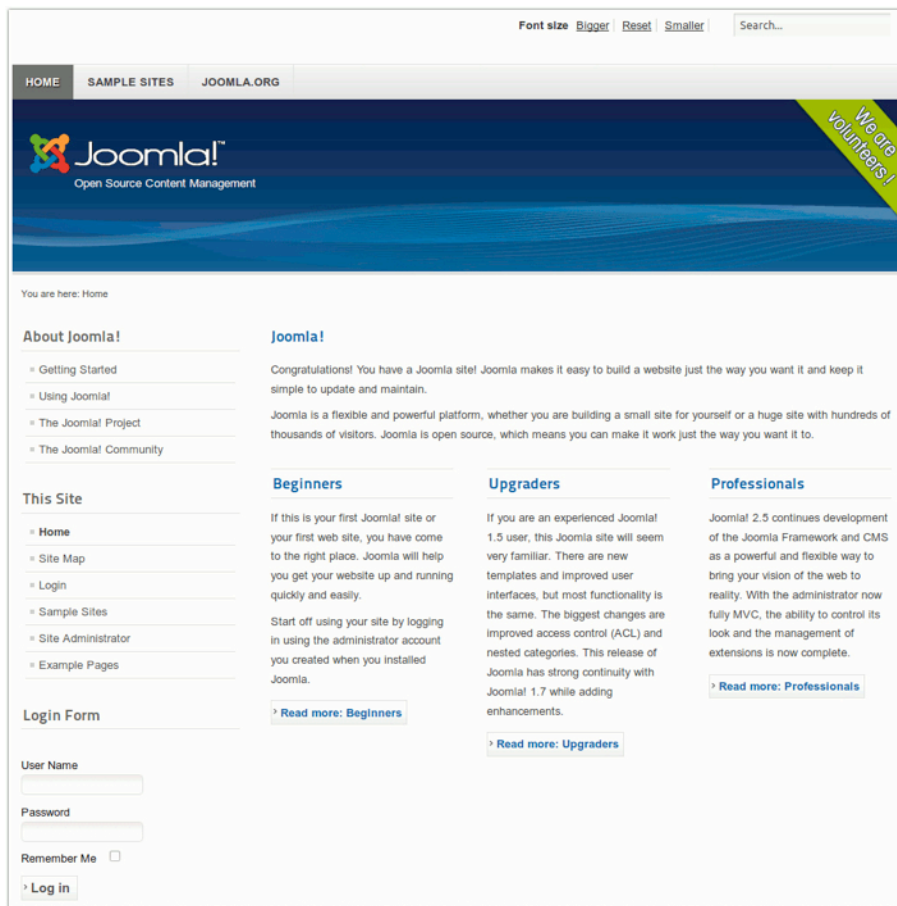 Font size Bigger Reset Smaller Search...
HOME SAMPLE SITES JOOMLA.ORG
We are
volunteers!
Joomla!™
Open Source Content Management
You are here: Home
About Joomla!
Getting Started
Using Joomla!
The Joomla! Project
The Joomla! Community
This Site
Home
Site Map
Login
Sample Sites
Site Administrator
Example Pages
Login Form
User Name
Password
Remember Me
Log in
Joomla!
Congratulations! You have a Joomla site! Joomla makes it easy to build a website just the way you want it and keep it
simple to update and maintain.
Joomla is a flexible and powerful platform, whether you are building a small site for yourself or a huge site with hundreds of
thousands of visitors. Joomla is open source, which means you can make it work just the way you want it to.
Beginners
If this is your first Joomla! site or
your first web site, you have come
to the right place. Joomla will help
you get your website up and running
quickly and easily.
Start off using your site by logging
in using the administrator account
you created when you installed
Joomla.
Read more: Beginners
Upgraders
If you are an experienced Joomla!
1.5 user, this Joomla site will seem
very familiar. There are new
templates and improved user
interfaces, but most functionality is
the same. The biggest changes are
improved access control (ACL) and
nested categories. This release of
Joomla has strong continuity with
Joomla! 1.7 while adding
enhancements.
Read more: Upgraders
Professionals
Joomla! 2.5 continues development
of the Joomla Framework and CMS
as a powerful and flexible way to
bring your vision of the web to
reality. With the administrator now
fully MVC, the ability to control its
look and the management of
extensions is now complete.
Read more: Professionals